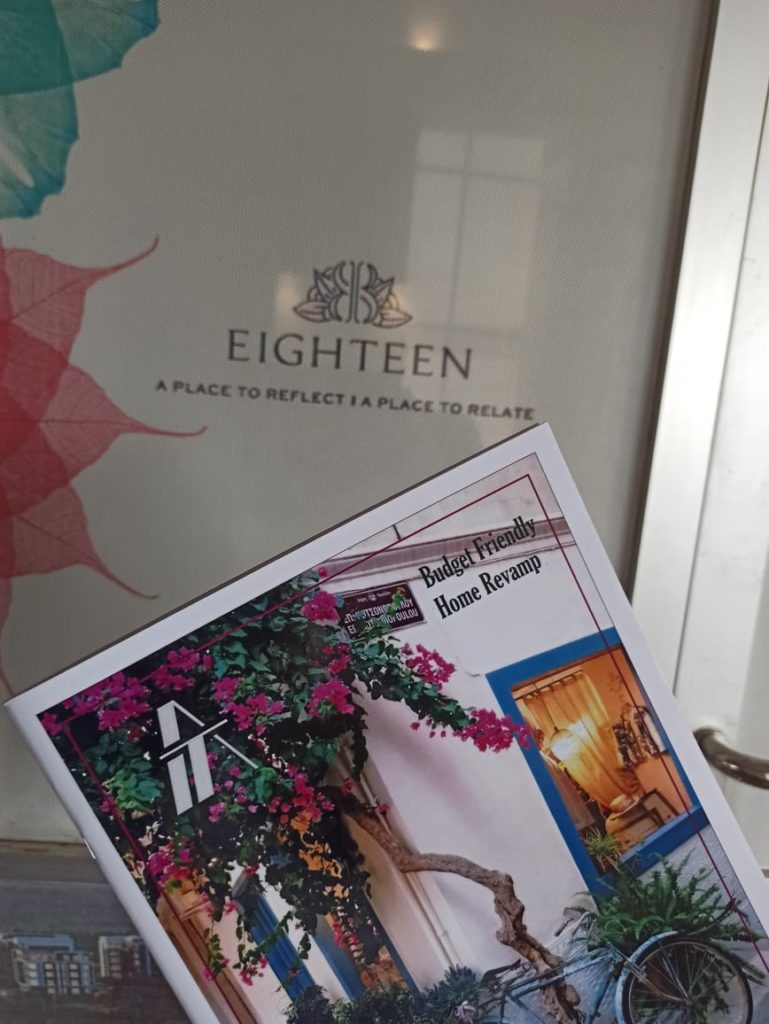 EIGHTEEN
A PLACE TO REFLECT I A PLACE TO RELATE
Budget Friendly
Home Revamp